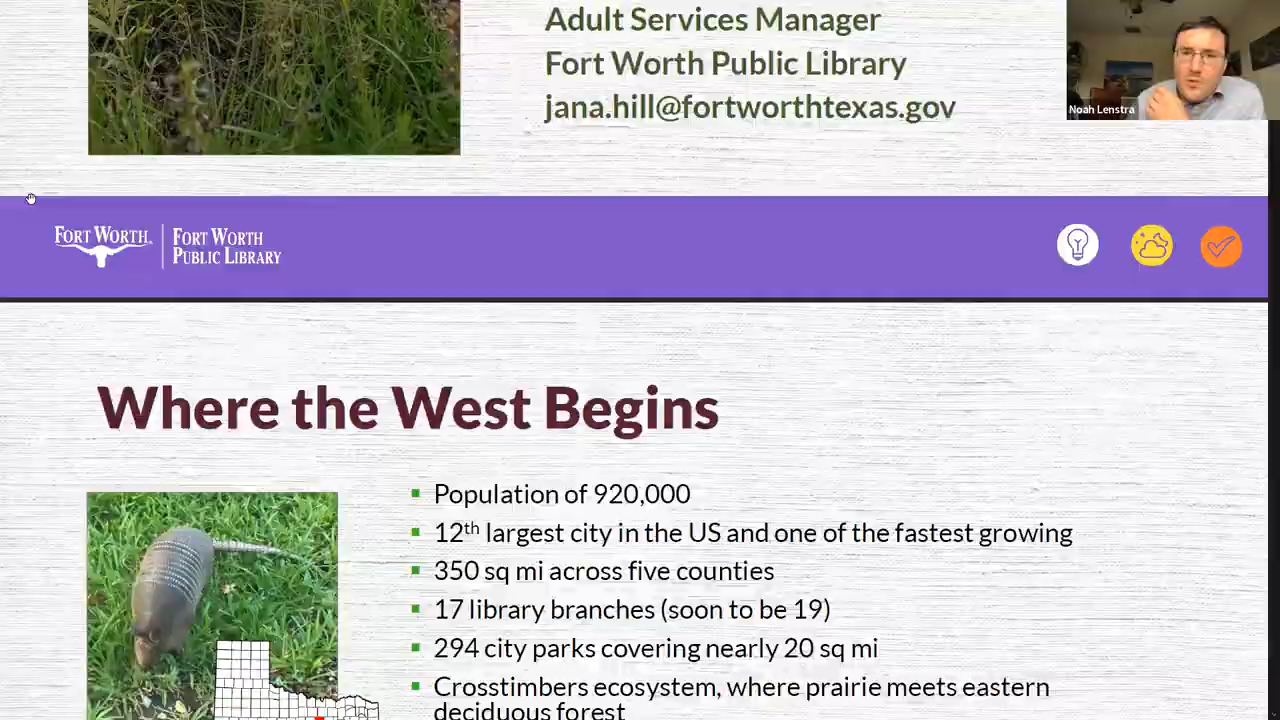 Adult Services Manager
Fort Worth Public Library
jana.hill@fortworthtexas.gov
Noah Lenstra
FORT WORTH®
FORT WORTH
PUBLIC LIBRARY
Where the West Begins
Population of 920,000
12th largest city in the US and one of the fastest growing
350 sq mi across five counties
17 library branches (soon to be 19)
294 city parks covering nearly 20 sq mi
Crosstimbers ecosystem, where prairie meets eastern
deciduous forest